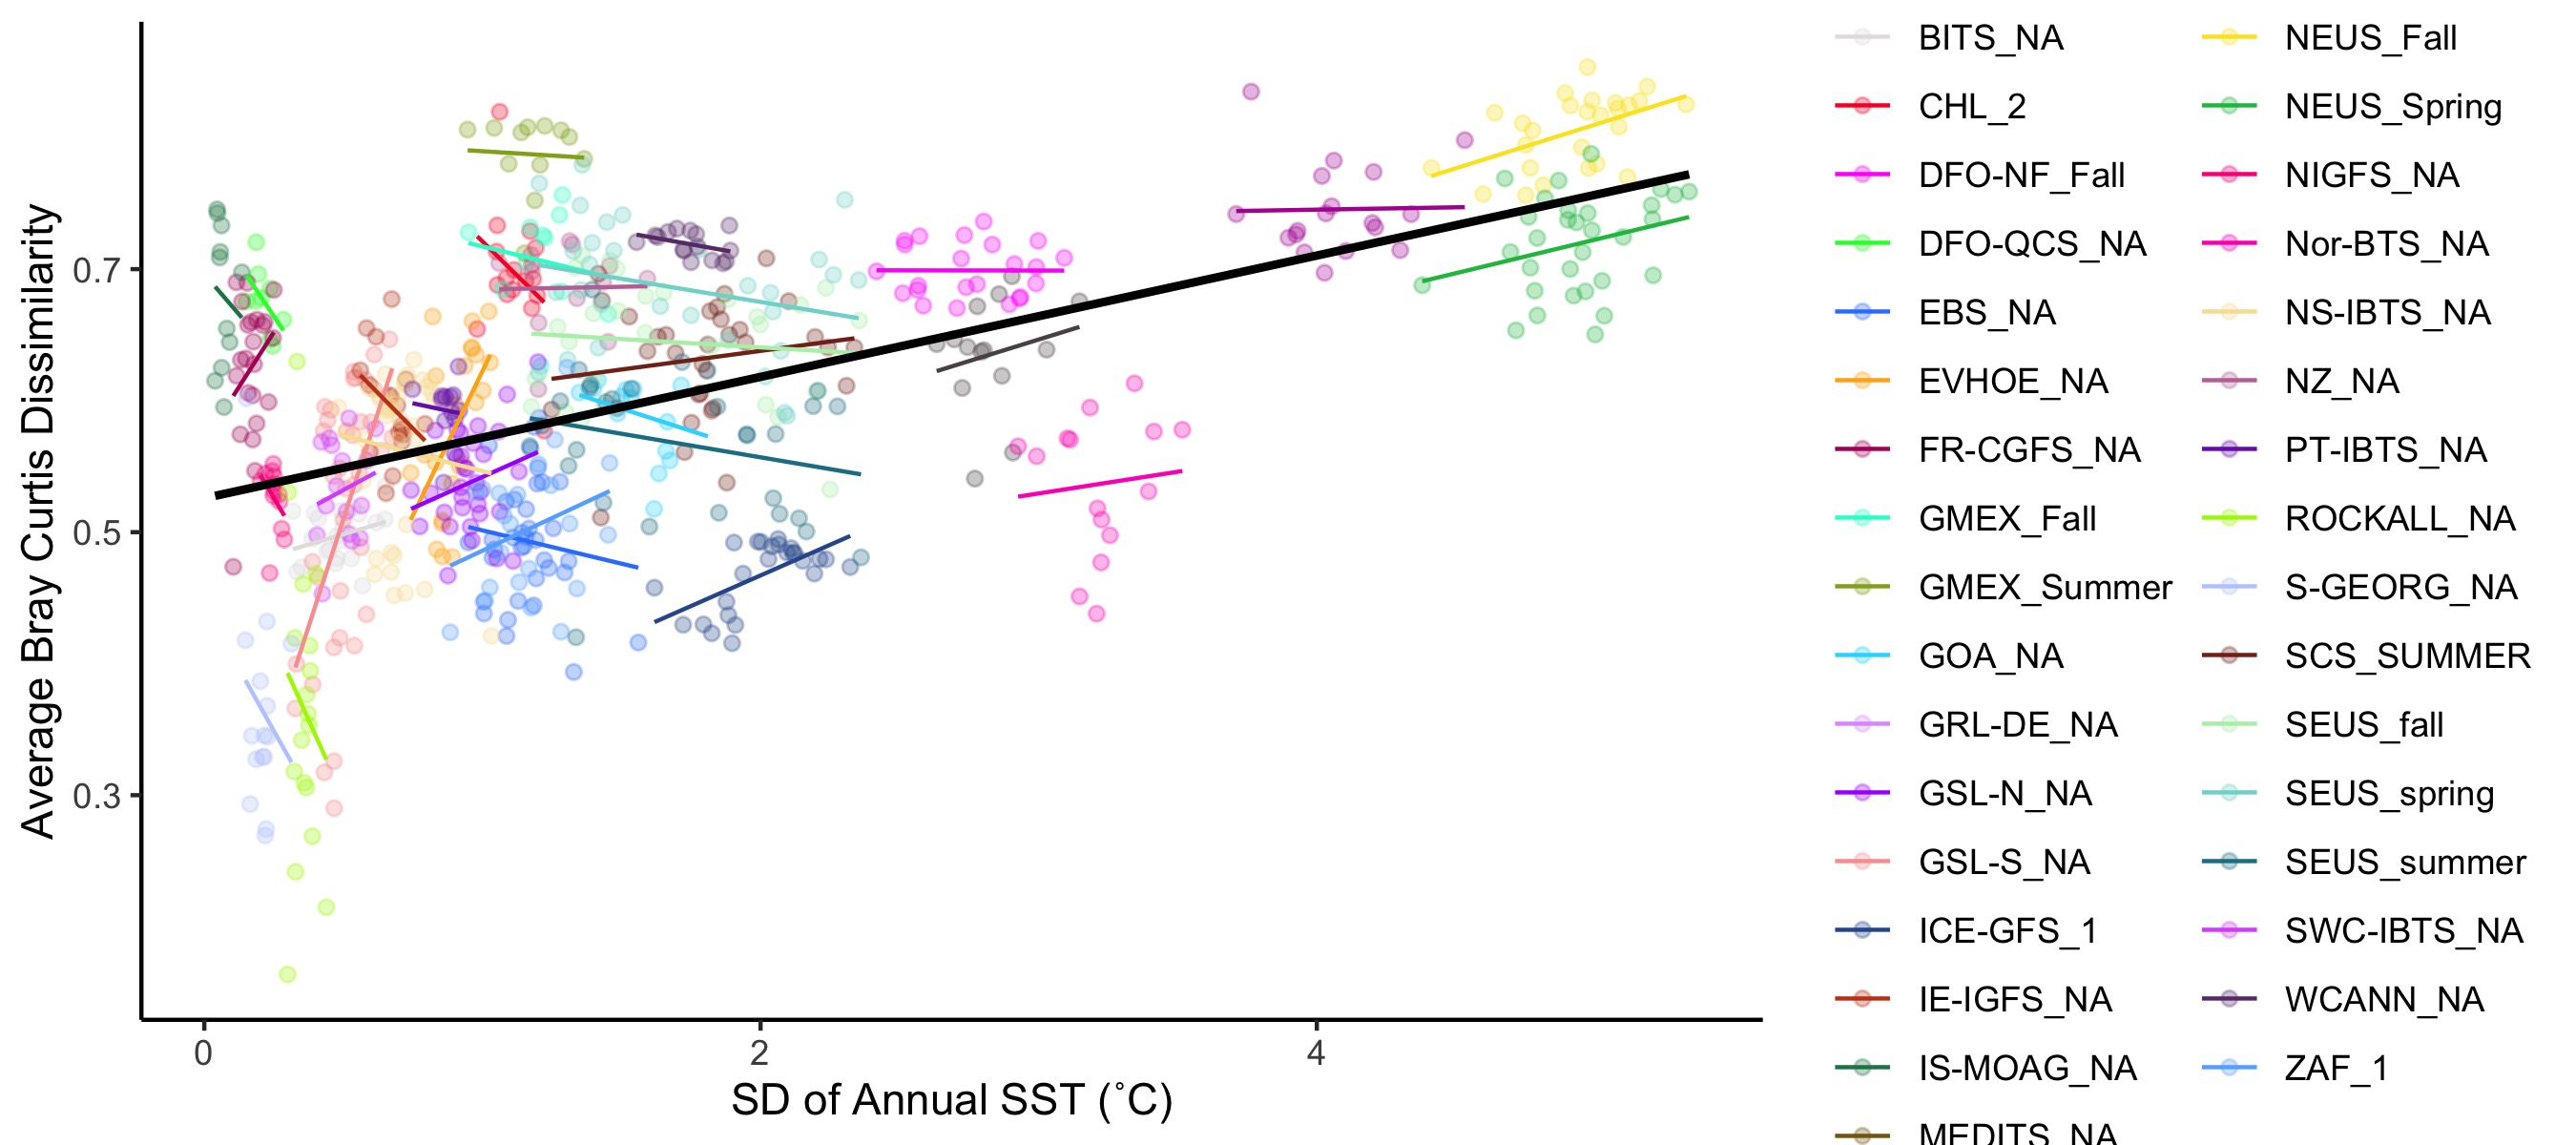 Average Bray Curtis Dissimilarity
0.7
0.5
0.3
0
2
4
SD of Annual SST (°C)
BITS_NA
CHL_2
DFO-NF_Fall
DFO-QCS_NA
EBS_NA
EVHOE_NA
FR-CGFS_NA
GMEX_Fall
GMEX_Summer
GOA_NA
GRL-DE_NA
GSL-N_NA
GSL-S_NA
ICE-GFS_1
IE-IGFS_NA
IS-MOAG_NA
MEDITS_NA
NEUS_Fall
NEUS_Spring
NIGFS_NA
Nor-BTS_NA
NS-IBTS_NA
NZ_NA
PT-IBTS_NA
ROCKALL_NA
S-GEORG_NA
SCS_SUMMER
SEUS_fall
SEUS_spring
SEUS_summer
SWC-IBTS_NA
WCANN_NA
ZAF_1